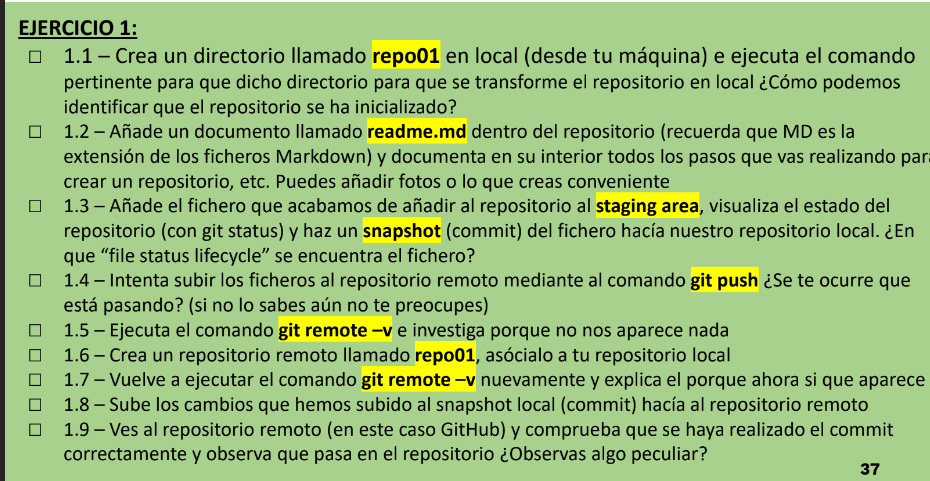 EJERCICIO 1:
☐ 1.1 – Crea un directorio llamado repo01 en local (desde tu máquina) e ejecuta el comando
pertinente para que dicho directorio para que se transforme el repositorio en local ¿Cómo podemos
identificar que el repositorio se ha inicializado?
☐ 1.2 – Añade un documento llamado readme.md dentro del repositorio (recuerda que MD es la
extensión de los ficheros Markdown) y documenta en su interior todos los pasos que vas realizando para
crear un repositorio, etc. Puedes añadir fotos o lo que creas conveniente
☐ 1.3 – Añade el fichero que acabamos de añadir al repositorio al staging area, visualiza el estado del
repositorio (con git status) y haz un snapshot (commit) del fichero hacía nuestro repositorio local. ¿En
que “file status lifecycle” se encuentra el fichero?
☐ 1.4 – Intenta subir los ficheros al repositorio remoto mediante al comando git push ¿Se te ocurre que
está pasando? (si no lo sabes aún no te preocupes)
☐ 1.5 – Ejecuta el comando git remote –v e investiga porque no nos aparece nada
☐ 1.6 – Crea un repositorio remoto llamado repo01, asócialo a tu repositorio local
☐ 1.7 – Vuelve a ejecutar el comando git remote –v nuevamente y explica el porque ahora si que aparece
☐ 1.8 – Sube los cambios que hemos subido al snapshot local (commit) hacía al repositorio remoto
☐ 1.9 – Ves al repositorio remoto (en este caso GitHub) y comprueba que se haya realizado el commit
correctamente y observa que pasa en el repositorio ¿Observas algo peculiar?
37